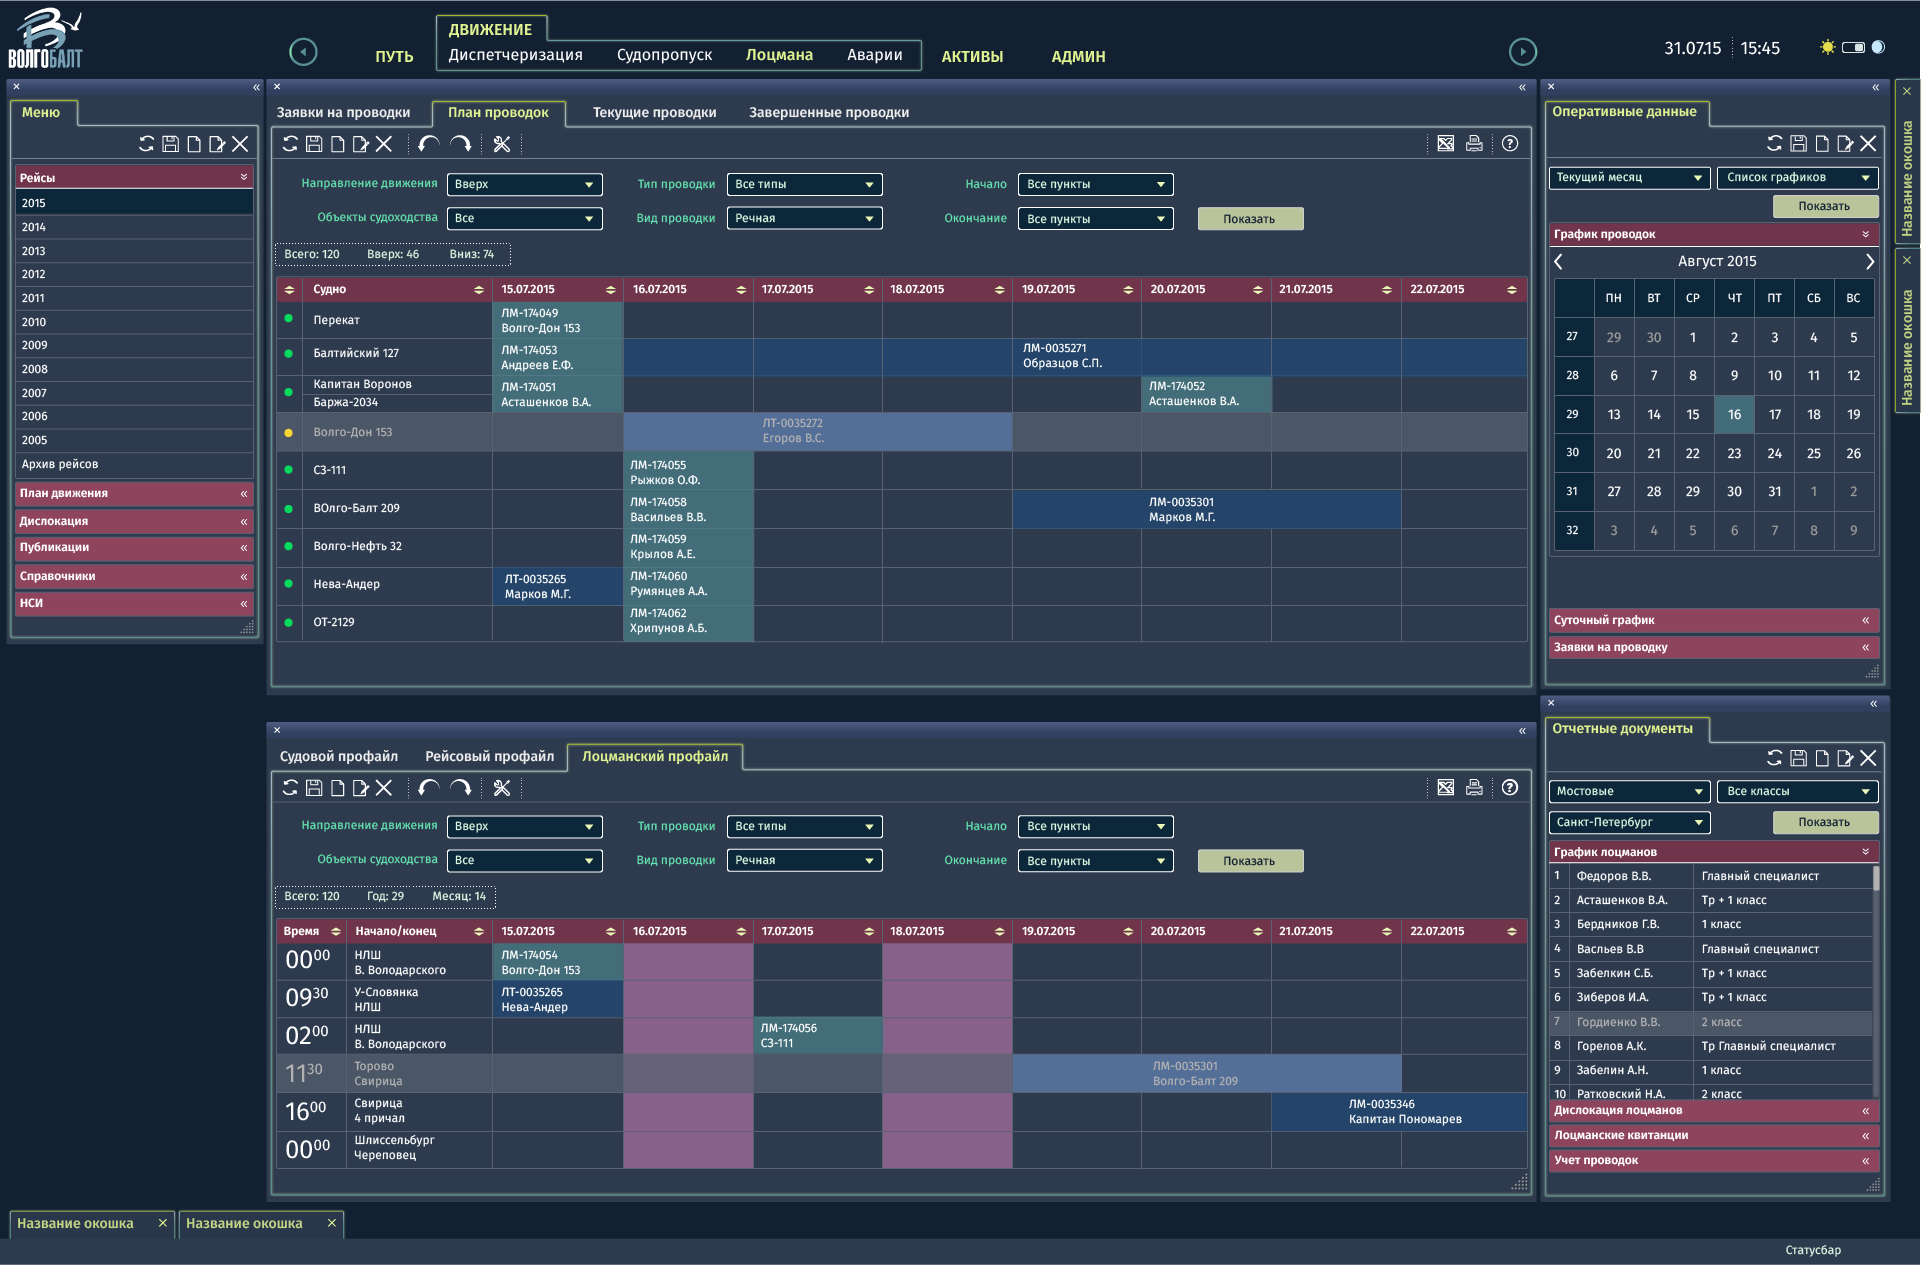 ВОЛГОБАЛТ
ПУТЬ
ДВИЖЕНИЕ
Диспетчеризация Судопропуск Лоцмана Аварии
АКТИВЫ
АДМИН
31.07.15 15:45
Меню
Рейсы
2015
2014
2013
2012
2011
2010
2009
2008
2007
2006
2005
Архив рейсов
План движения
Дислокация
Публикации
Справочники
НСИ
Заявки на проводки План проводок Текущие проводки Завершенные проводки
Направление движения Вверх Тип проводки Все типы Начало Все пункты
Объекты судоходства Все Вид проводки Речная Окончание Все пункты Показать
Всего: 120 Вверх: 46 Вниз: 74
Судно 15.07.2015 16.07.2015 17.07.2015 18.07.2015 19.07.2015 20.07.2015 21.07.2015 22.07.2015
Перекат
ЛМ-174049
Волго-Дон 153
Балтийский 127
ЛМ-174053
Андреев Е.Ф.
ЛМ-0035271
Образцов С.П.
Капитан Воронов
Баржа-2034
ЛМ-174051
Асташенков В.А.
ЛМ-174052
Асташенков В.А.
Волго-Дон 153
ЛТ-0035272
Егоров В.С.
СЗ-111
ЛМ-174055
Рыжков О.Ф.
ВОлго-Балт 209
ЛМ-174058
Васильев В.В.
ЛМ-0035301
Марков М.Г.
Волго-Нефть 32
ЛМ-174059
Крылов А.Е.
Нева-Андер
ЛТ-0035265
Марков М.Г.
ЛМ-174060
Румянцев А.А.
ОТ-2129
ЛМ-174062
Хрипунов А.Б.
Судовой профайл Рейсовый профайл Лоцманский профайл
Направление движения Вверх Тип проводки Все типы Начало Все пункты
Объекты судоходства Все Вид проводки Речная Окончание Все пункты Показать
Всего: 120 Год: 29 Месяц: 14
Время Начало/конец 15.07.2015 16.07.2015 17.07.2015 18.07.2015 19.07.2015 20.07.2015 21.07.2015 22.07.2015
00 00
НЛШ
В. Володарского
ЛМ-174054
Волго-Дон 153
09 30
У-Словянка
НЛШ
ЛТ-0035265
Нева-Андер
02 00
НЛШ
В. Володарского
ЛМ-174056
СЗ-111
11 30
Торово
Свирица
ЛМ-0035301
Волго-Балт 209
16 00
Свирица
4 причал
ЛМ-0035346
Капитан Пономарев
00 00
Шлиссельбург
Череповец
Оперативные данные
Текущий месяц Список графиков
Показать
График проводок
Август 2015
ПН ВТ СР ЧТ ПТ СБ ВС
27 29 30 1 2 3 4 5
28 6 7 8 9 10 11 12
29 13 14 15 16 17 18 19
30 20 21 22 23 24 25 26
31 27 28 29 30 31 1 2
32 3 4 5 6 7 8 9
Суточный график
Заявки на проводку
Отчетные документы
Мостовые Все классы
Санкт-Петербург Показать
График лоцманов
1 Федоров В.В. Главный специалист
2 Асташенков В.А. Тр + 1 класс
3 Бердников Г.В. 1 класс
4 Васльев В.В Главный специалист
5 Забелкин С.Б. Тр + 1 класс
6 Зиберов И.А. Тр + 1 класс
7 Гордиенко В.В. 2 класс
8 Горелов А.К. Тр Главный специалист
9 Забелин А.Н. 1 класс
10 Ратковский Н.А. 2 класс
Дислокация лоцманов
Лоцманские квитанции
Учет проводок
Название окошка
Название окошка
Название окошка Название окошка
Статусбар